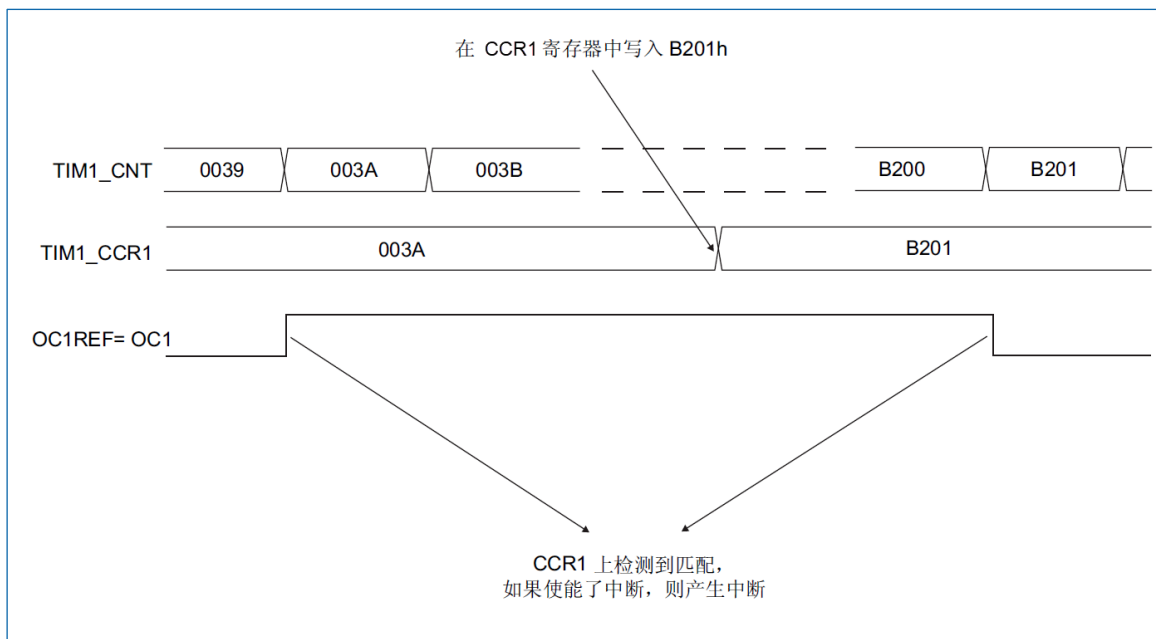 在 CCR1 寄存器中写入 B201h
TIM1_CNT 0039 003A 003B B200 B201
TIM1_CCR1 003A B201
OC1REF= OC1
CCR1 上检测到匹配，
如果使能了中断，则产生中断